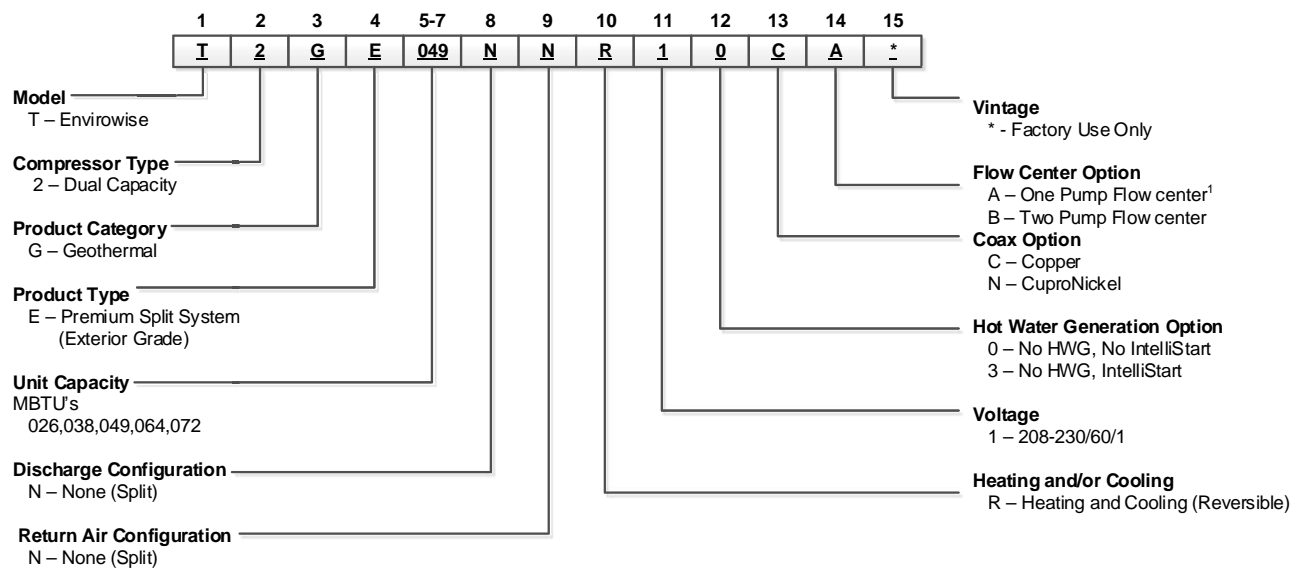 1 2 3 4 5-7 8 9 10 11 12 13 14 15
T 2 G E 049 N N R 1 0 C A *
Model
T – Envirowise
Compressor Type
2 – Dual Capacity
Product Category
G – Geothermal
Product Type
E – Premium Split System
(Exterior Grade)
Unit Capacity
MBTU's
026,038,049,064,072
Discharge Configuration
N – None (Split)
Return Air Configuration
N – None (Split)
Vintage
* - Factory Use Only
Flow Center Option
A – One Pump Flow center¹
B – Two Pump Flow center
Coax Option
C – Copper
N – CuproNickel
Hot Water Generation Option
0 – No HWG, No IntelliStart
3 – No HWG, IntelliStart
Voltage
1 – 208-230/60/1
Heating and/or Cooling
R – Heating and Cooling (Reversible)